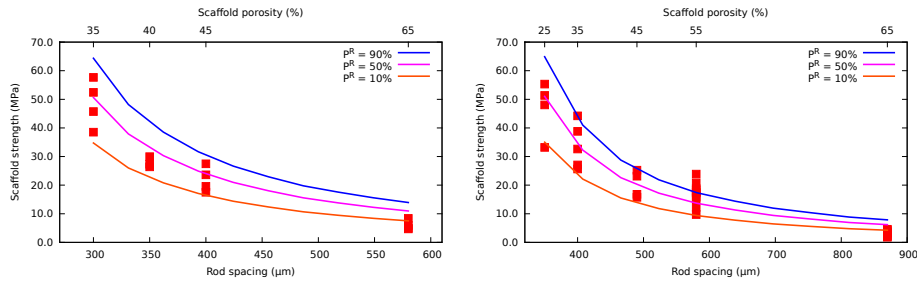 Scaffold porosity (%)
35 40 45 65
70.0
60.0
50.0
40.0
30.0
20.0
10.0
0.0
Scaffold strength (MPa)
P^R = 90%
P^R = 50%
P^R = 10%
300 350 400 450 500 550 600
Rod spacing (μm)
Scaffold porosity (%)
25 35 45 55 65
70.0
60.0
50.0
40.0
30.0
20.0
10.0
0.0
Scaffold strength (MPa)
P^R = 90%
P^R = 50%
P^R = 10%
400 500 600 700 800 900
Rod spacing (μm)